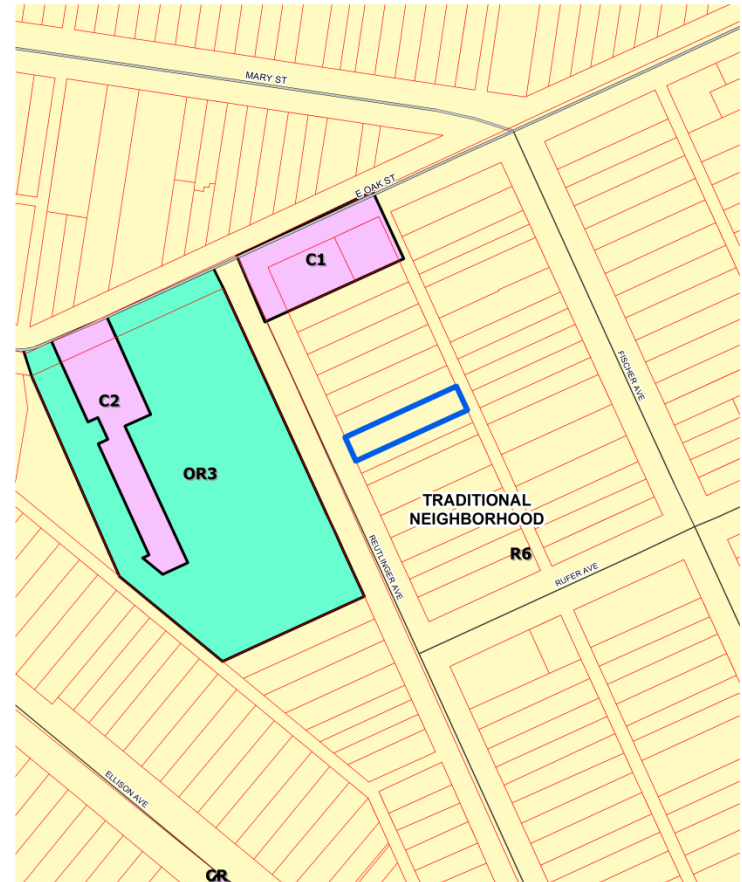 MARY ST
E OAK ST
C1
FISCHER AVE
C2
OR3
TRADITIONAL
NEIGHBORHOOD
R6
REUTLINGER AVE
RUFER AVE
ELLISON AVE
CR